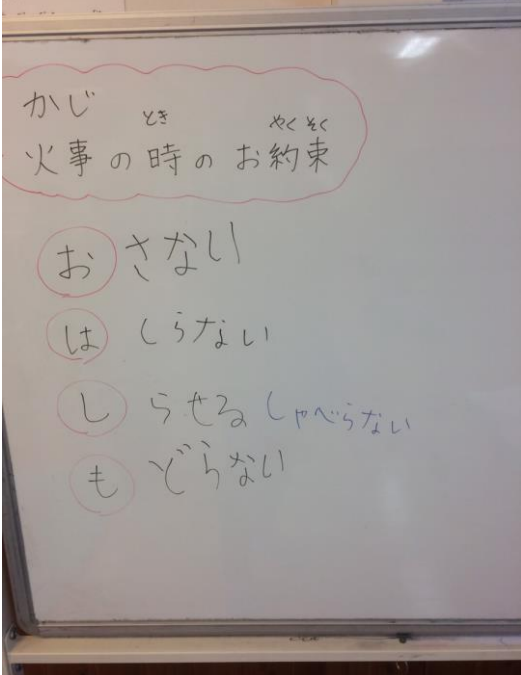 かじ とき やく そく
火事の時のお約束
おさない
はしらない
しらせる しゃべらない
もどらない